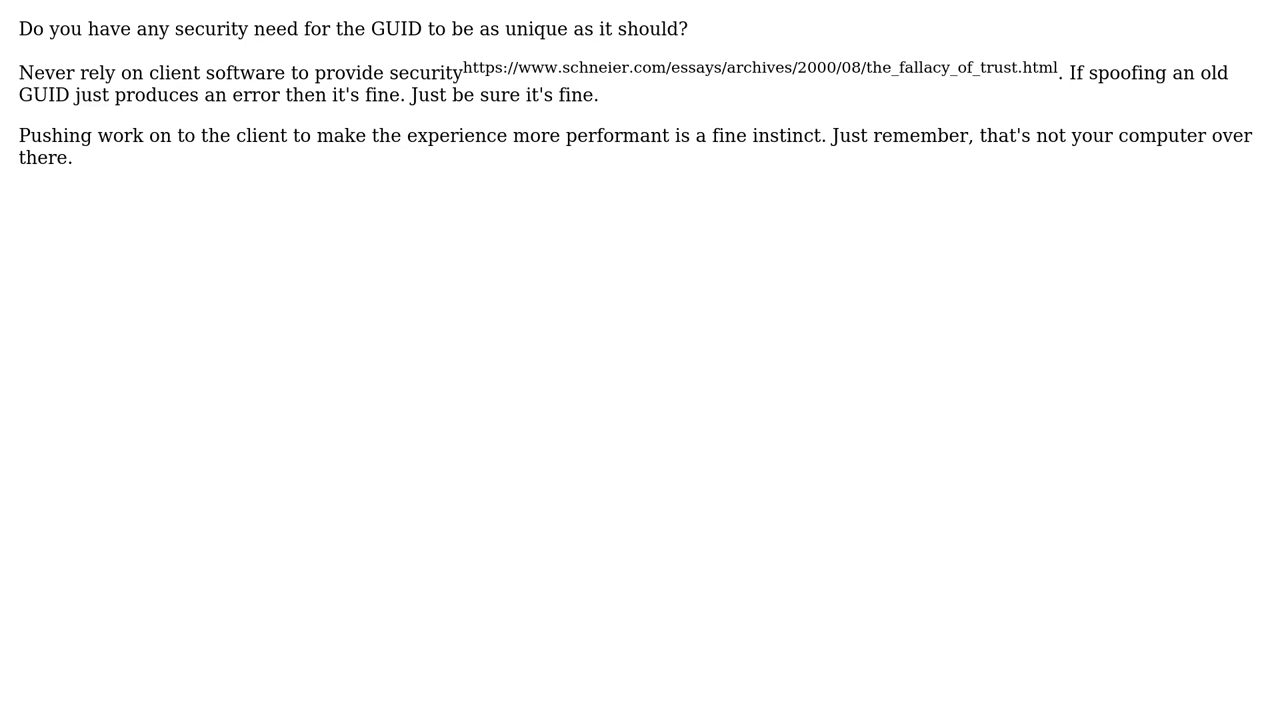 Do you have any security need for the GUID to be as unique as it should?
Never rely on client software to provide securityhttps://www.schneier.com/essays/archives/2000/08/the_fallacy_of_trust.html. If spoofing an old
GUID just produces an error then it's fine. Just be sure it's fine.
Pushing work on to the client to make the experience more performant is a fine instinct. Just remember, that's not your computer over
there.